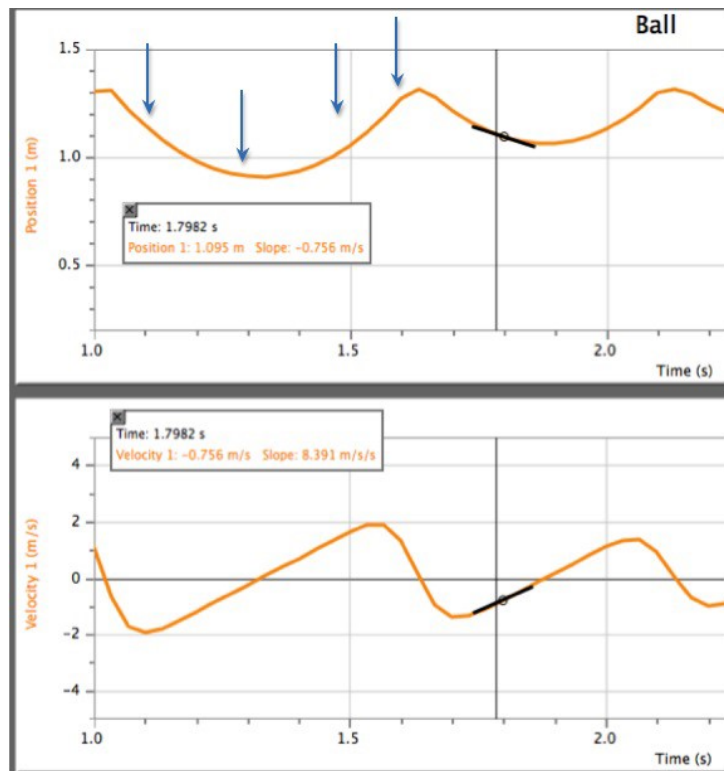 Ball
1.5
1.0
0.5
Position 1 (m)
Time: 1.7982 s
Position 1: 1.095 m Slope: -0.756 m/s
1.0
1.5
2.0
Time (s)
Time: 1.7982 s
Velocity 1: -0.756 m/s Slope: 8.391 m/s/s
4
2
0
-2
-4
Velocity 1 (m/s)
1.0
1.5
2.0
Time (s)